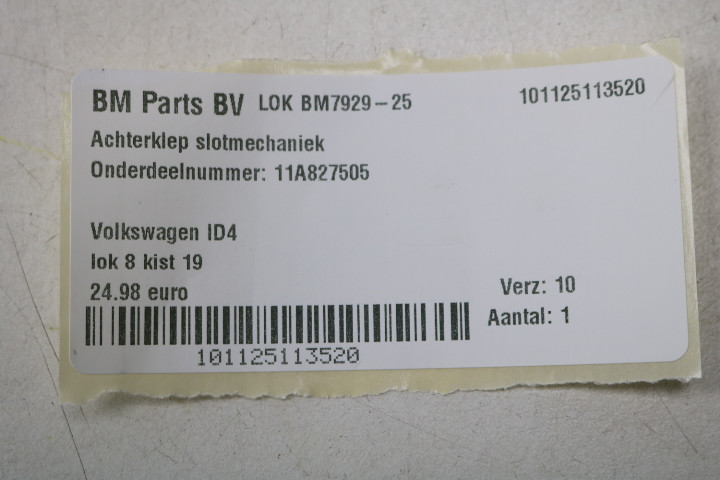 BM Parts BV LOK BM7929-25 101125113520
Achterklep slotmechaniek
Onderdeelnummer: 11A827505
Volkswagen ID4
lok 8 kist 19
24.98 euro
Verz: 10
Aantal: 1
101125113520